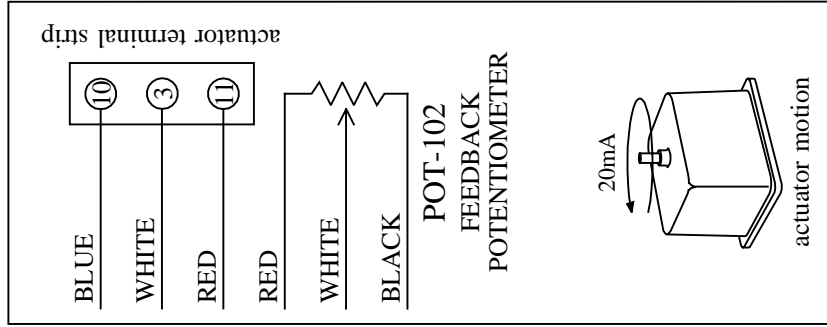 actuator terminal strip
10
3
11
BLUE
WHITE
RED
RED
WHITE
BLACK
POT-102
FEEDBACK
POTENTIOMETER
20mA
actuator motion